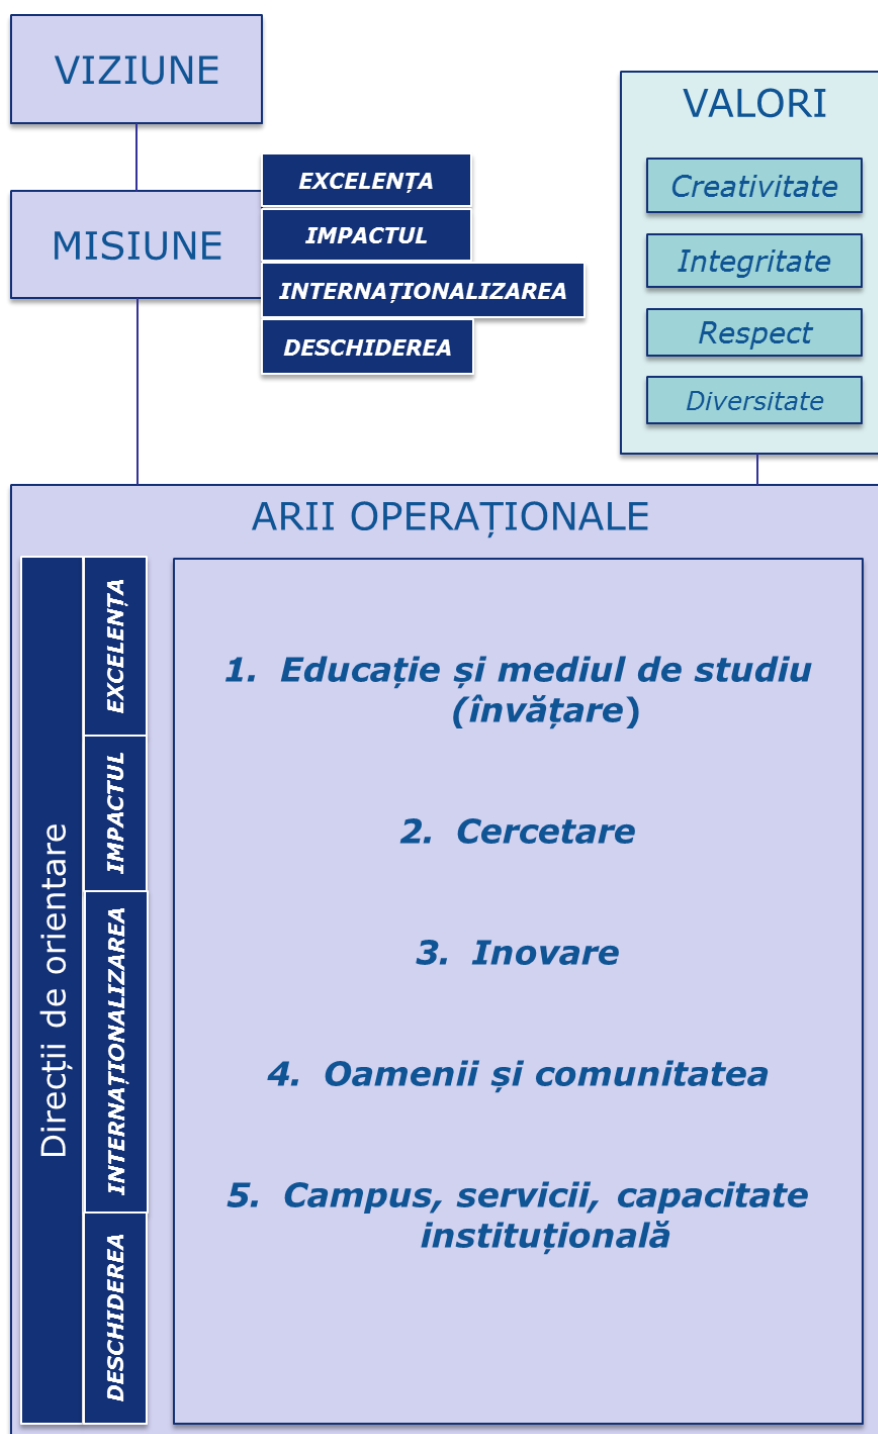 VIZIUNE
MISIUNE
EXCELENȚA
IMPACTUL
INTERNAȚIONALIZAREA
DESCHIDEREA
VALORI
Creativitate
Integritate
Respect
Diversitate
ARII OPERAȚIONALE
Direcții de orientare
EXCELENȚA
IMPACTUL
INTERNAȚIONALIZAREA
DESCHIDEREA
1. Educație și mediul de studiu
(învățare)
2. Cercetare
3. Inovare
4. Oamenii și comunitatea
5. Campus, servicii, capacitate
instituțională